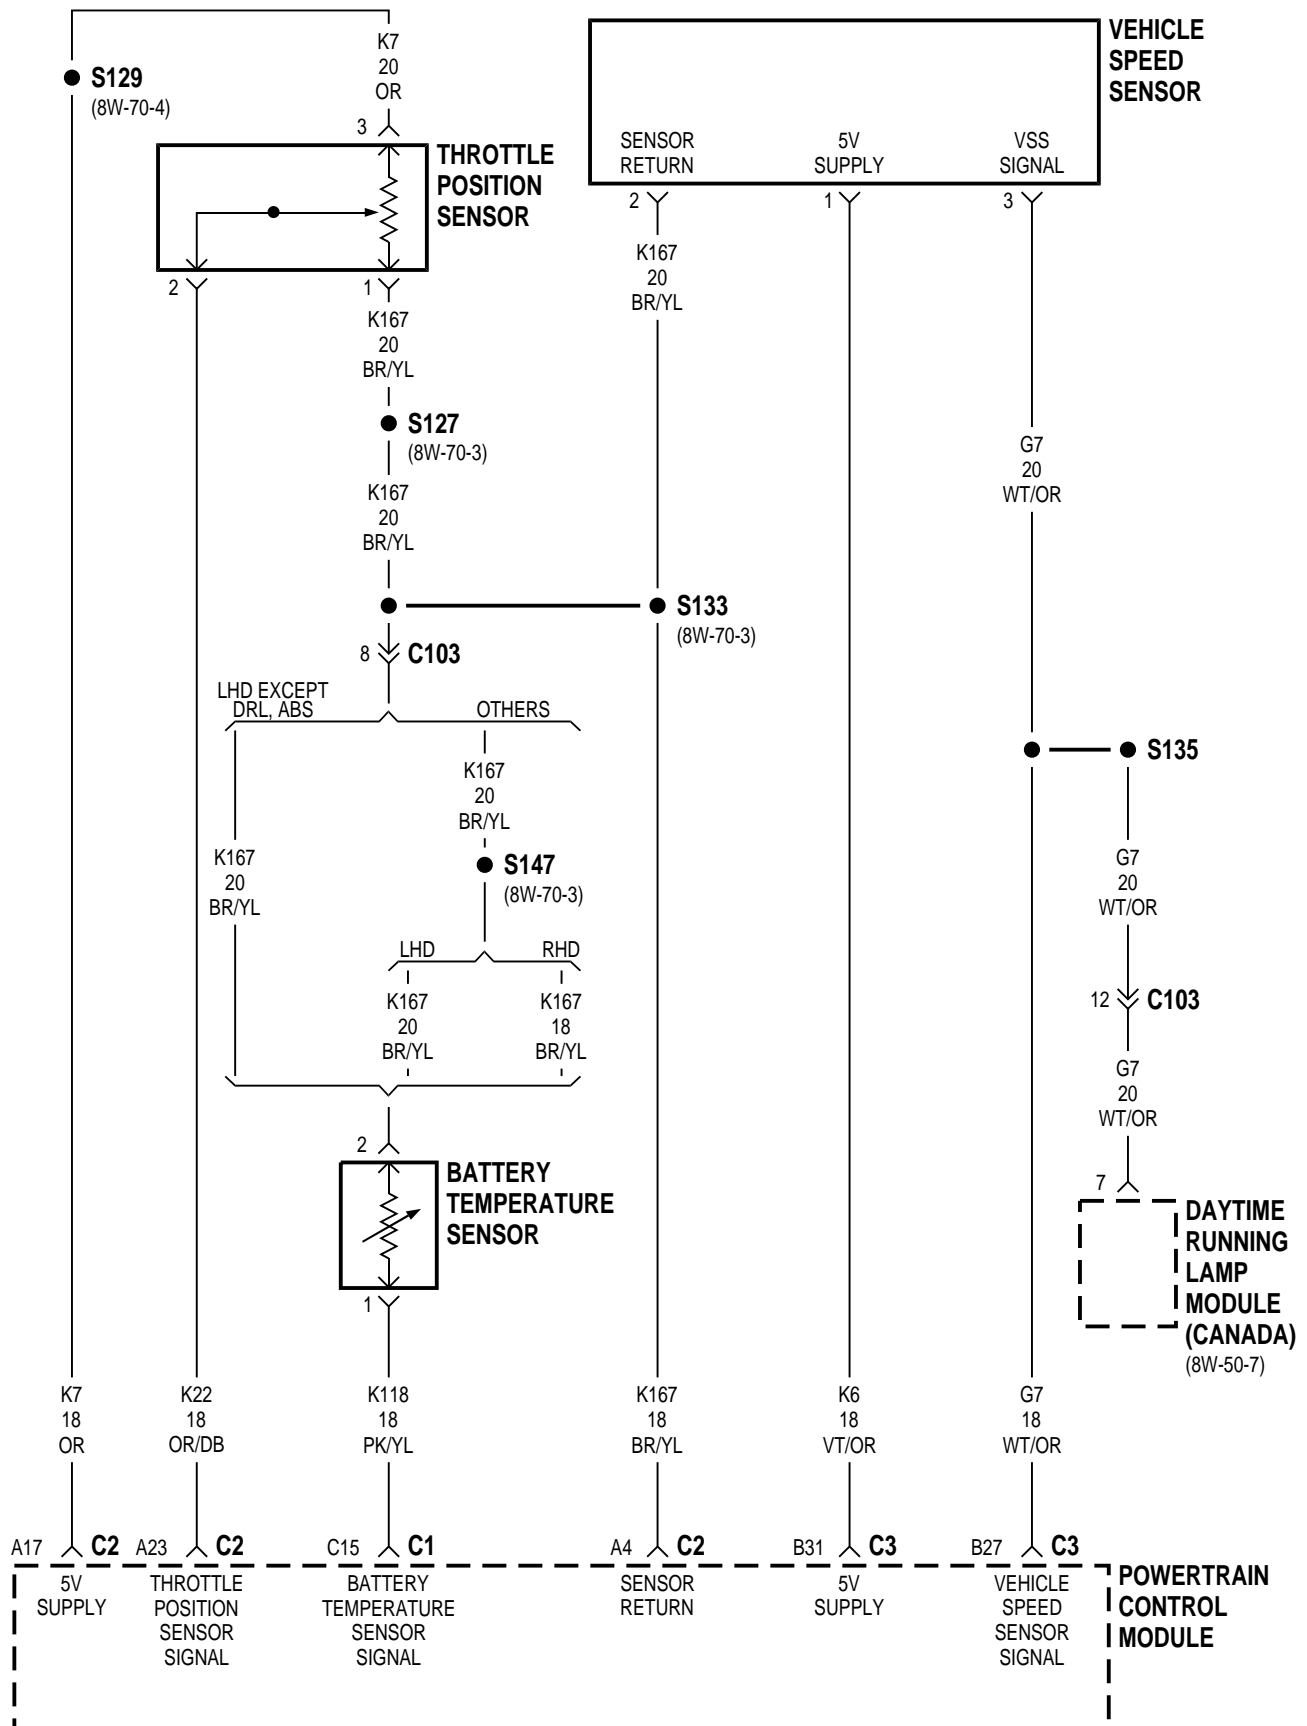 K7
20
OR
S129
(8W-70-4)
3
THROTTLE
POSITION
SENSOR
2
1
VEHICLE
SPEED
SENSOR
SENSOR
RETURN
5V
SUPPLY
VSS
SIGNAL
2
1
3
K167
20
BR/YL
K167
20
BR/YL
S127
(8W-70-3)
K167
20
BR/YL
G7
20
WT/OR
S133
(8W-70-3)
8
C103
LHD EXCEPT
DRL, ABS
OTHERS
K167
20
BR/YL
S135
K167
20
BR/YL
S147
(8W-70-3)
G7
20
WT/OR
LHD
RHD
K167
20
BR/YL
K167
18
BR/YL
12
C103
G7
20
WT/OR
2
BATTERY
TEMPERATURE
SENSOR
1
7
DAYTIME
RUNNING
LAMP
MODULE
(CANADA)
(8W-50-7)
K7
18
OR
K22
18
OR/DB
K118
18
PK/YL
K167
18
BR/YL
K6
18
VT/OR
G7
18
WT/OR
A17
C2
A23
C2
C15
C1
A4
C2
B31
C3
B27
C3
5V
SUPPLY
THROTTLE
POSITION
SENSOR
SIGNAL
BATTERY
TEMPERATURE
SENSOR
SIGNAL
SENSOR
RETURN
5V
SUPPLY
VEHICLE
SPEED
SENSOR
SIGNAL
POWERTRAIN
CONTROL
MODULE